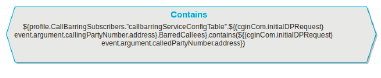 Contains
${profile.CallBarringSubscribers."callbarringServiceConfigTable".${(cginCom.initialDPRequest)
event.argument.callingPartyNumber.address}.BarredCallees}.contains(${(cginCom.initialDPRequest)
event.argument.calledPartyNumber.address})